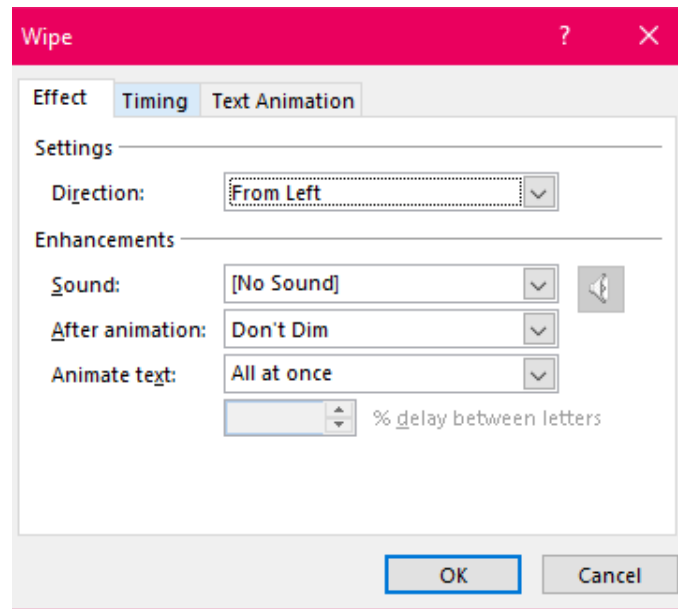 Wipe ?
Effect Timing Text Animation
Settings
Direction: From Left
Enhancements
Sound: [No Sound]
After animation: Don't Dim
Animate text: All at once
% delay between letters
OK Cancel